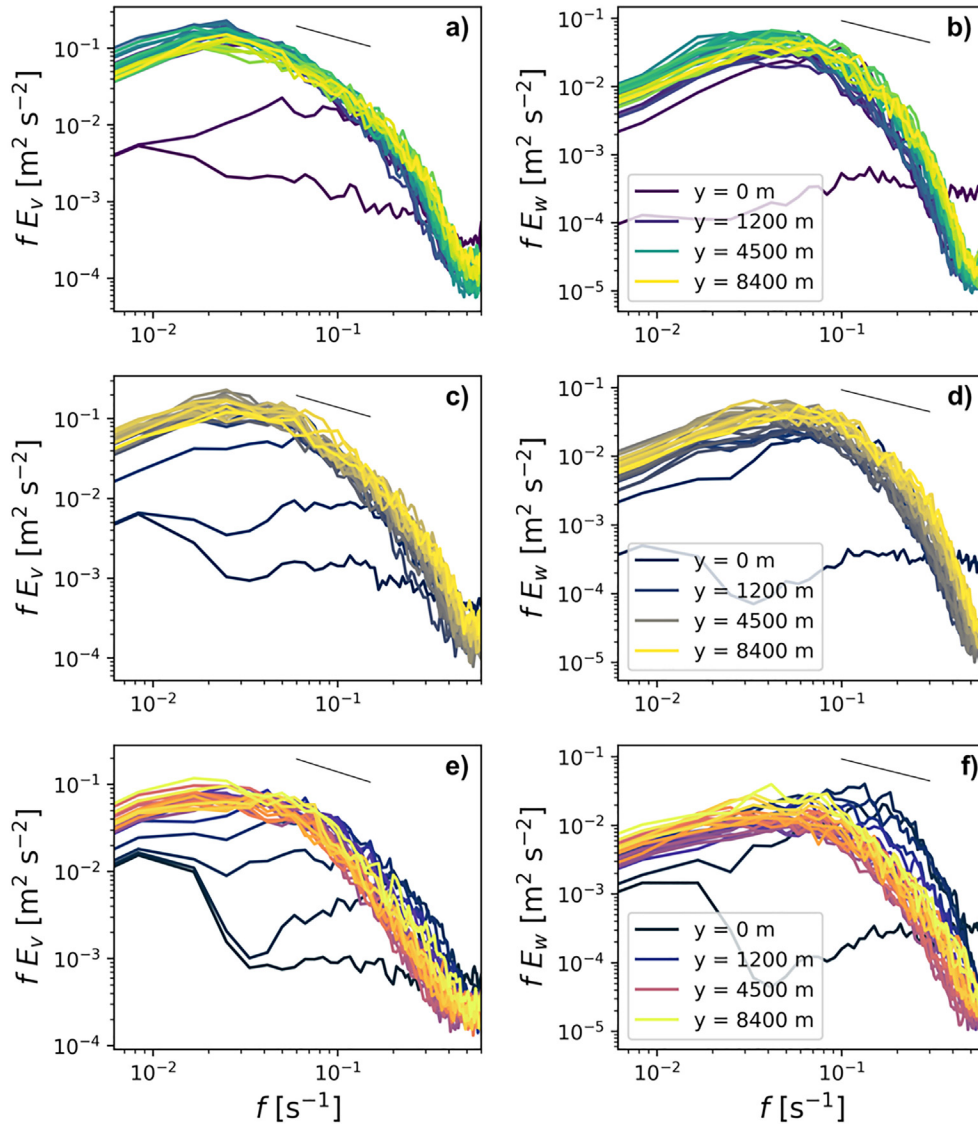 a)
f E_v [m² s⁻²]
10⁻¹
10⁻²
10⁻³
10⁻⁴
10⁻²
10⁻¹
b)
f E_w [m² s⁻²]
10⁻¹
10⁻²
10⁻³
10⁻⁴
10⁻⁵
y = 0 m
y = 1200 m
y = 4500 m
y = 8400 m
10⁻²
10⁻¹
c)
f E_v [m² s⁻²]
10⁻¹
10⁻²
10⁻³
10⁻⁴
10⁻²
10⁻¹
d)
f E_w [m² s⁻²]
10⁻¹
10⁻²
10⁻³
10⁻⁴
10⁻⁵
y = 0 m
y = 1200 m
y = 4500 m
y = 8400 m
10⁻²
10⁻¹
e)
f E_v [m² s⁻²]
10⁻¹
10⁻²
10⁻³
10⁻⁴
10⁻²
10⁻¹
f [s⁻¹]
f)
f E_w [m² s⁻²]
10⁻¹
10⁻²
10⁻³
10⁻⁴
10⁻⁵
y = 0 m
y = 1200 m
y = 4500 m
y = 8400 m
10⁻²
10⁻¹
f [s⁻¹]